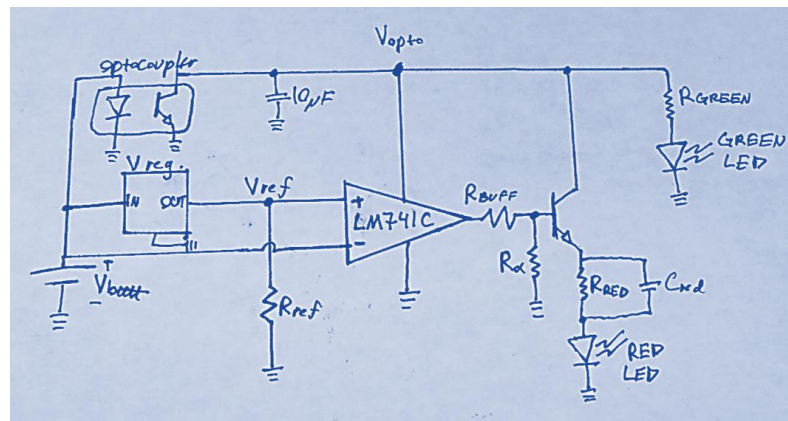 Vopto
optocoupler
10µF
RGREEN
GREEN
LED
Vreg.
IN OUT
Vref
+
LM741C
-
RBUFF
Rα
RRED
Cred
+
Vbatt
-
Rref
RED
LED